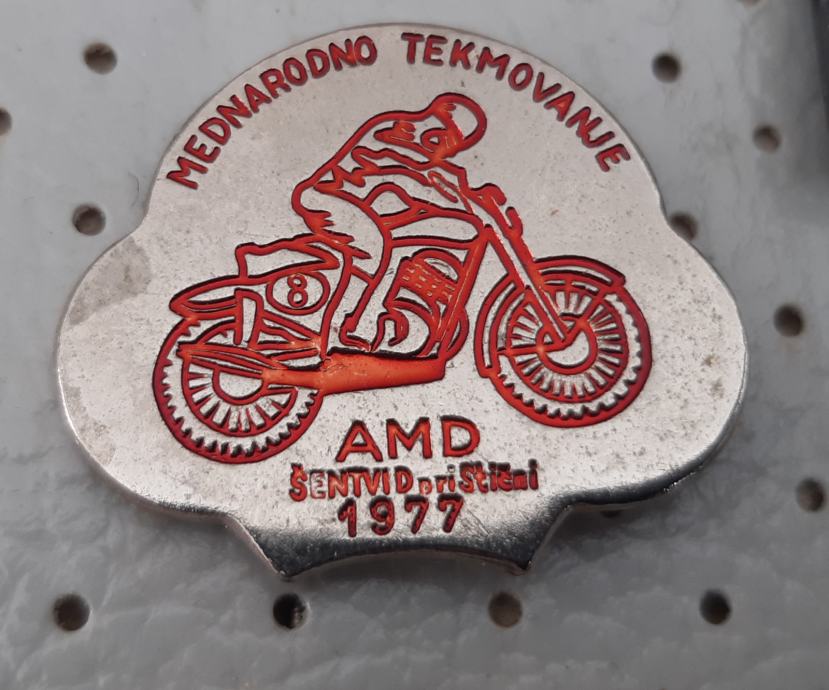 MEDNARODNO TEKMOVANJE
8
AMD
ŠENTVID pri Stični
1977